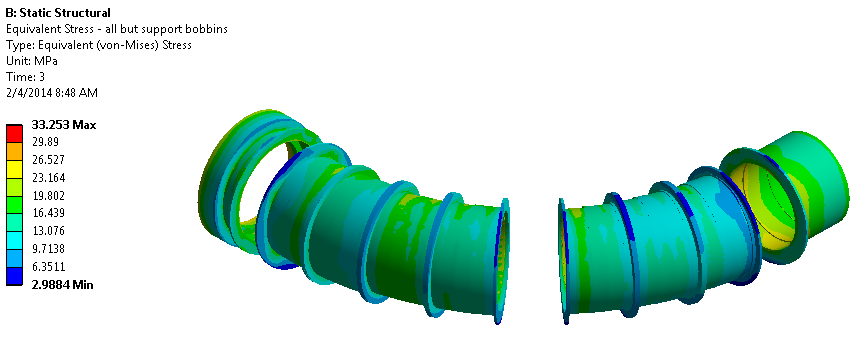 B: Static Structural
Equivalent Stress - all but support bobbins
Type: Equivalent (von-Mises) Stress
Unit: MPa
Time: 3
2/4/2014 8:48 AM
33.253 Max
29.89
26.527
23.164
19.802
16.439
13.076
9.7138
6.3511
2.9884 Min